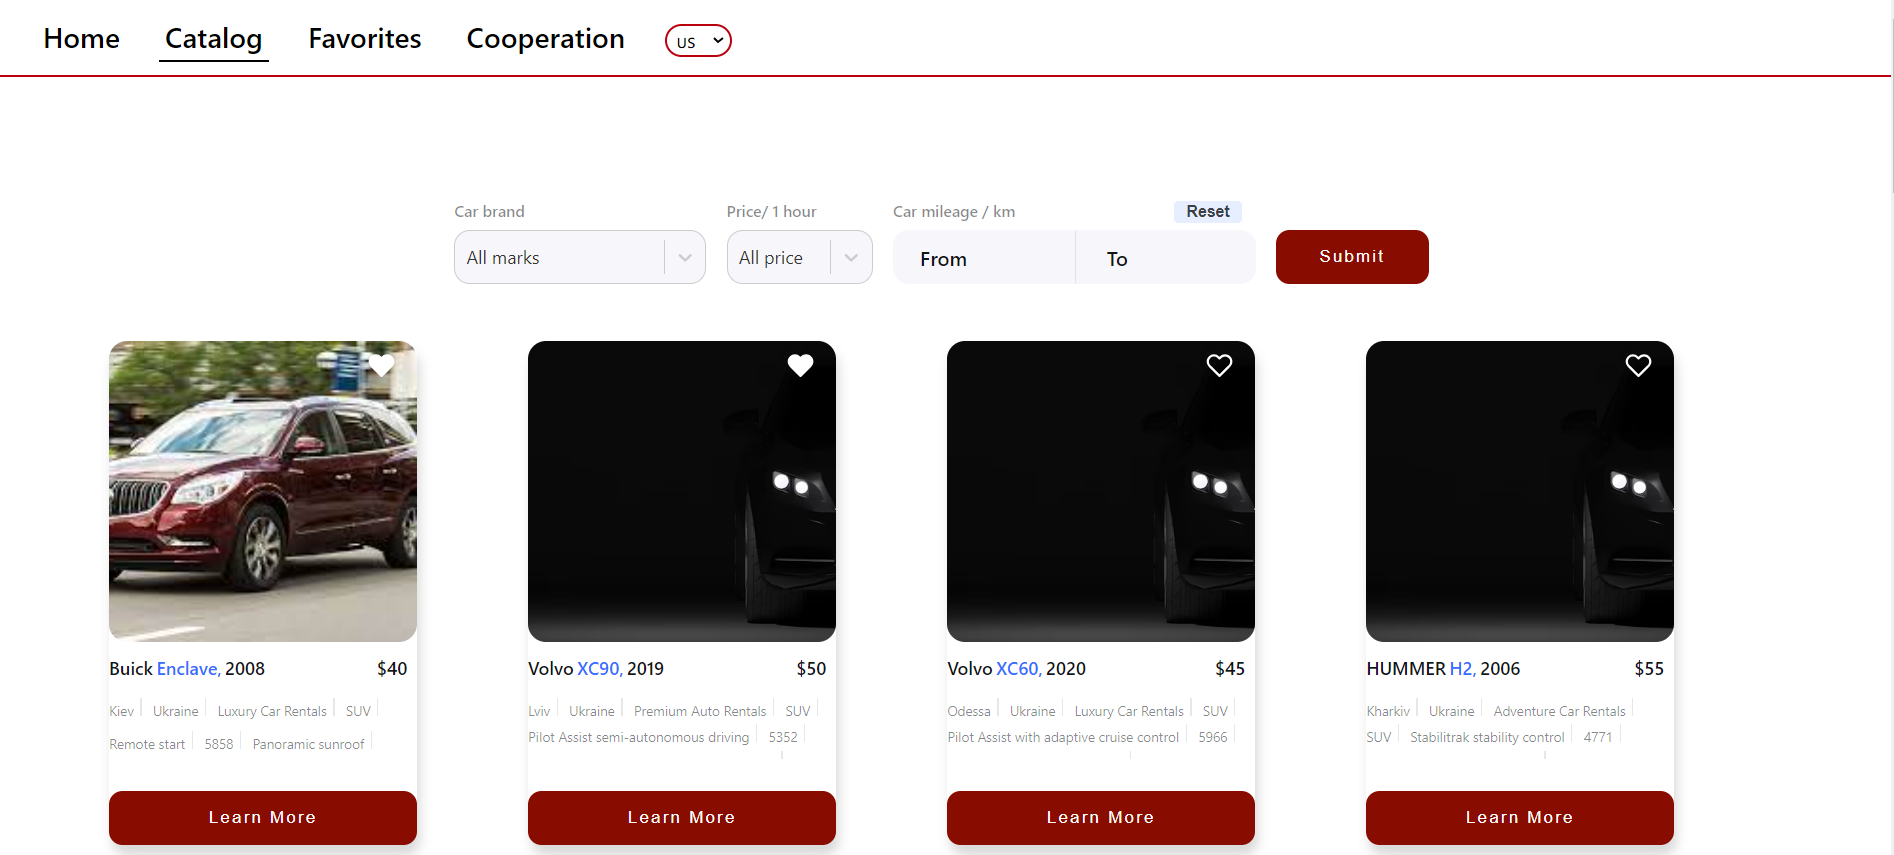 Home Catalog Favorites Cooperation US
Car brand Price/ 1 hour Car mileage / km Reset
All marks All price From To Submit
Buick Enclave, 2008 $40
Kiev Ukraine Luxury Car Rentals SUV
Remote start 5858 Panoramic sunroof
Learn More
Volvo XC90, 2019 $50
Lviv Ukraine Premium Auto Rentals SUV
Pilot Assist semi-autonomous driving 5352
Learn More
Volvo XC60, 2020 $45
Odessa Ukraine Luxury Car Rentals SUV
Pilot Assist with adaptive cruise control 5966
Learn More
HUMMER H2, 2006 $55
Kharkiv Ukraine Adventure Car Rentals
SUV Stabilitrak stability control 4771
Learn More